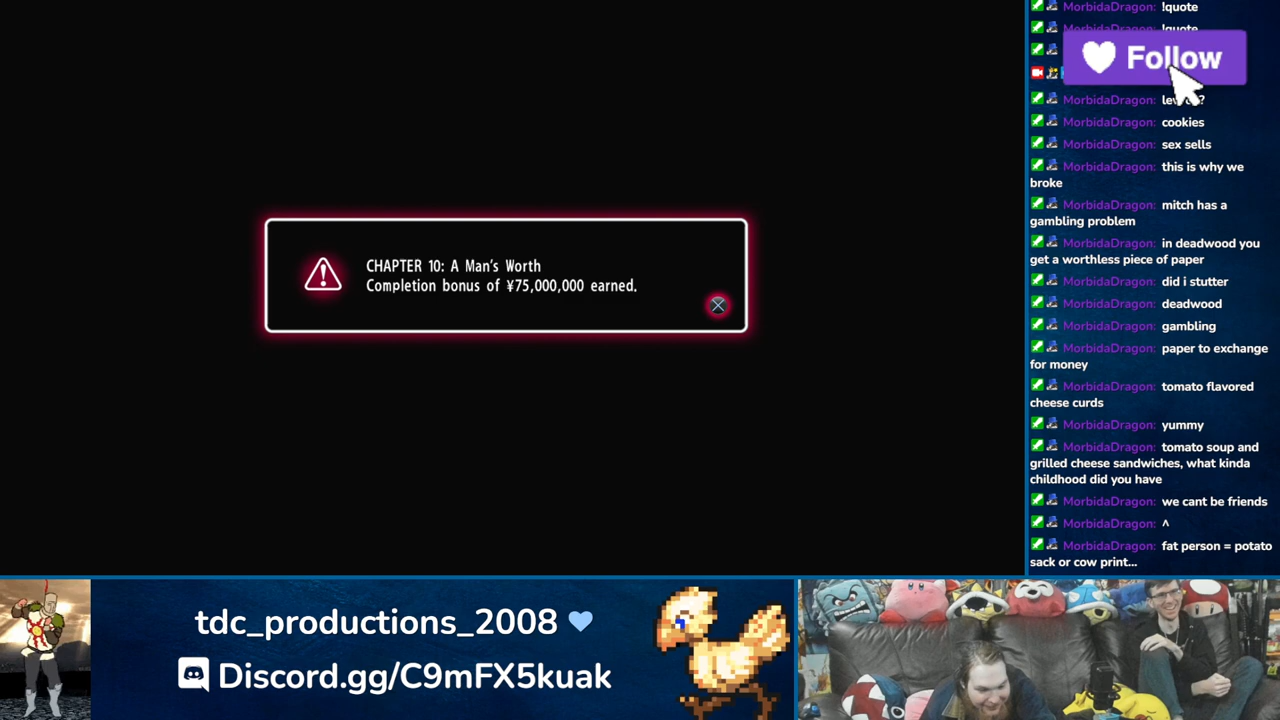 MorbidaDragon: !quote
MorbidaDragon: !quote
Follow
MorbidaDragon:
cookies
MorbidaDragon: sex sells
MorbidaDragon: this is why we
broke
MorbidaDragon: mitch has a
gambling problem
MorbidaDragon: in deadwood you
get a worthless piece of paper
MorbidaDragon: did i stutter
MorbidaDragon: deadwood
MorbidaDragon: gambling
MorbidaDragon: paper to exchange
for money
MorbidaDragon: tomato flavored
cheese curds
MorbidaDragon: yummy
MorbidaDragon: tomato soup and
grilled cheese sandwiches, what kinda
childhood did you have
MorbidaDragon: we cant be friends
MorbidaDragon: ^
MorbidaDragon: fat person = potato
sack or cow print...
CHAPTER 10: A Man's Worth
Completion bonus of ¥75,000,000 earned.
tdc_productions_2008
Discord.gg/C9mFX5kuak